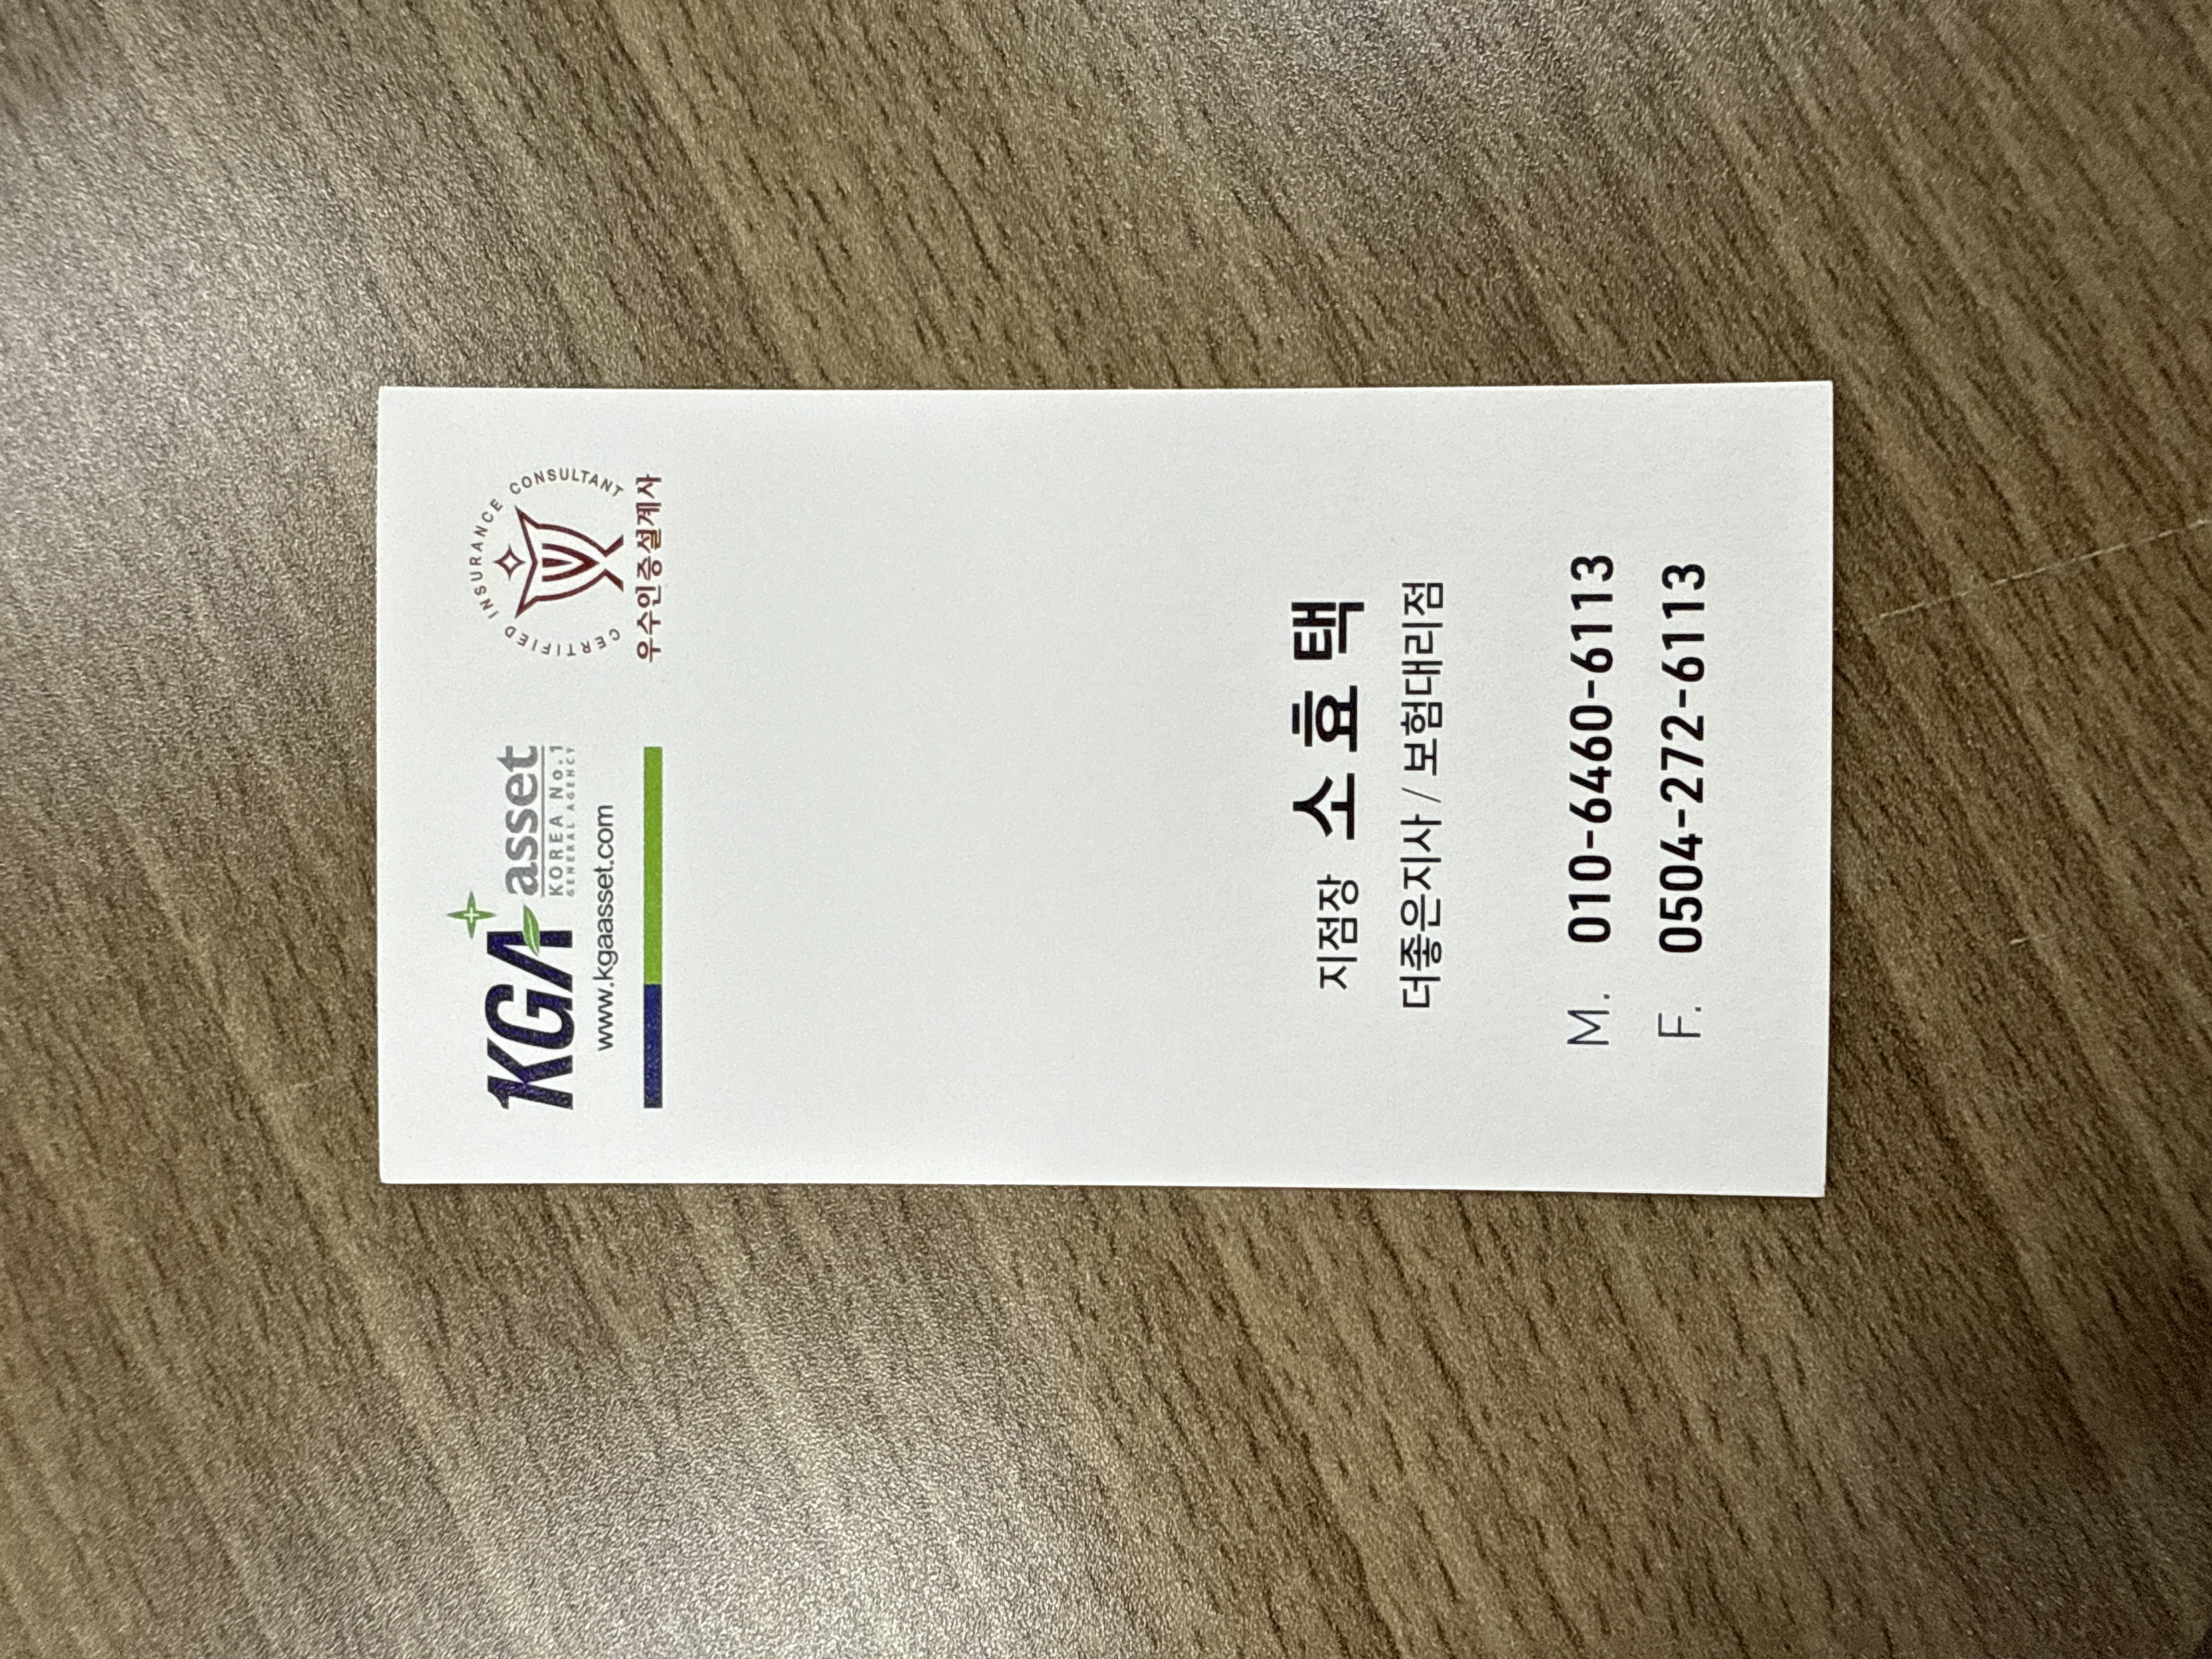 KGA asset
KOREA No.1
GENERAL AGENCY
www.kgaasset.com
CERTIFIED INSURANCE CONSULTANT
우수인증설계사
지점장 소효택
더좋은지사 / 보험대리점
M. 010-6460-6113
F. 0504-272-6113